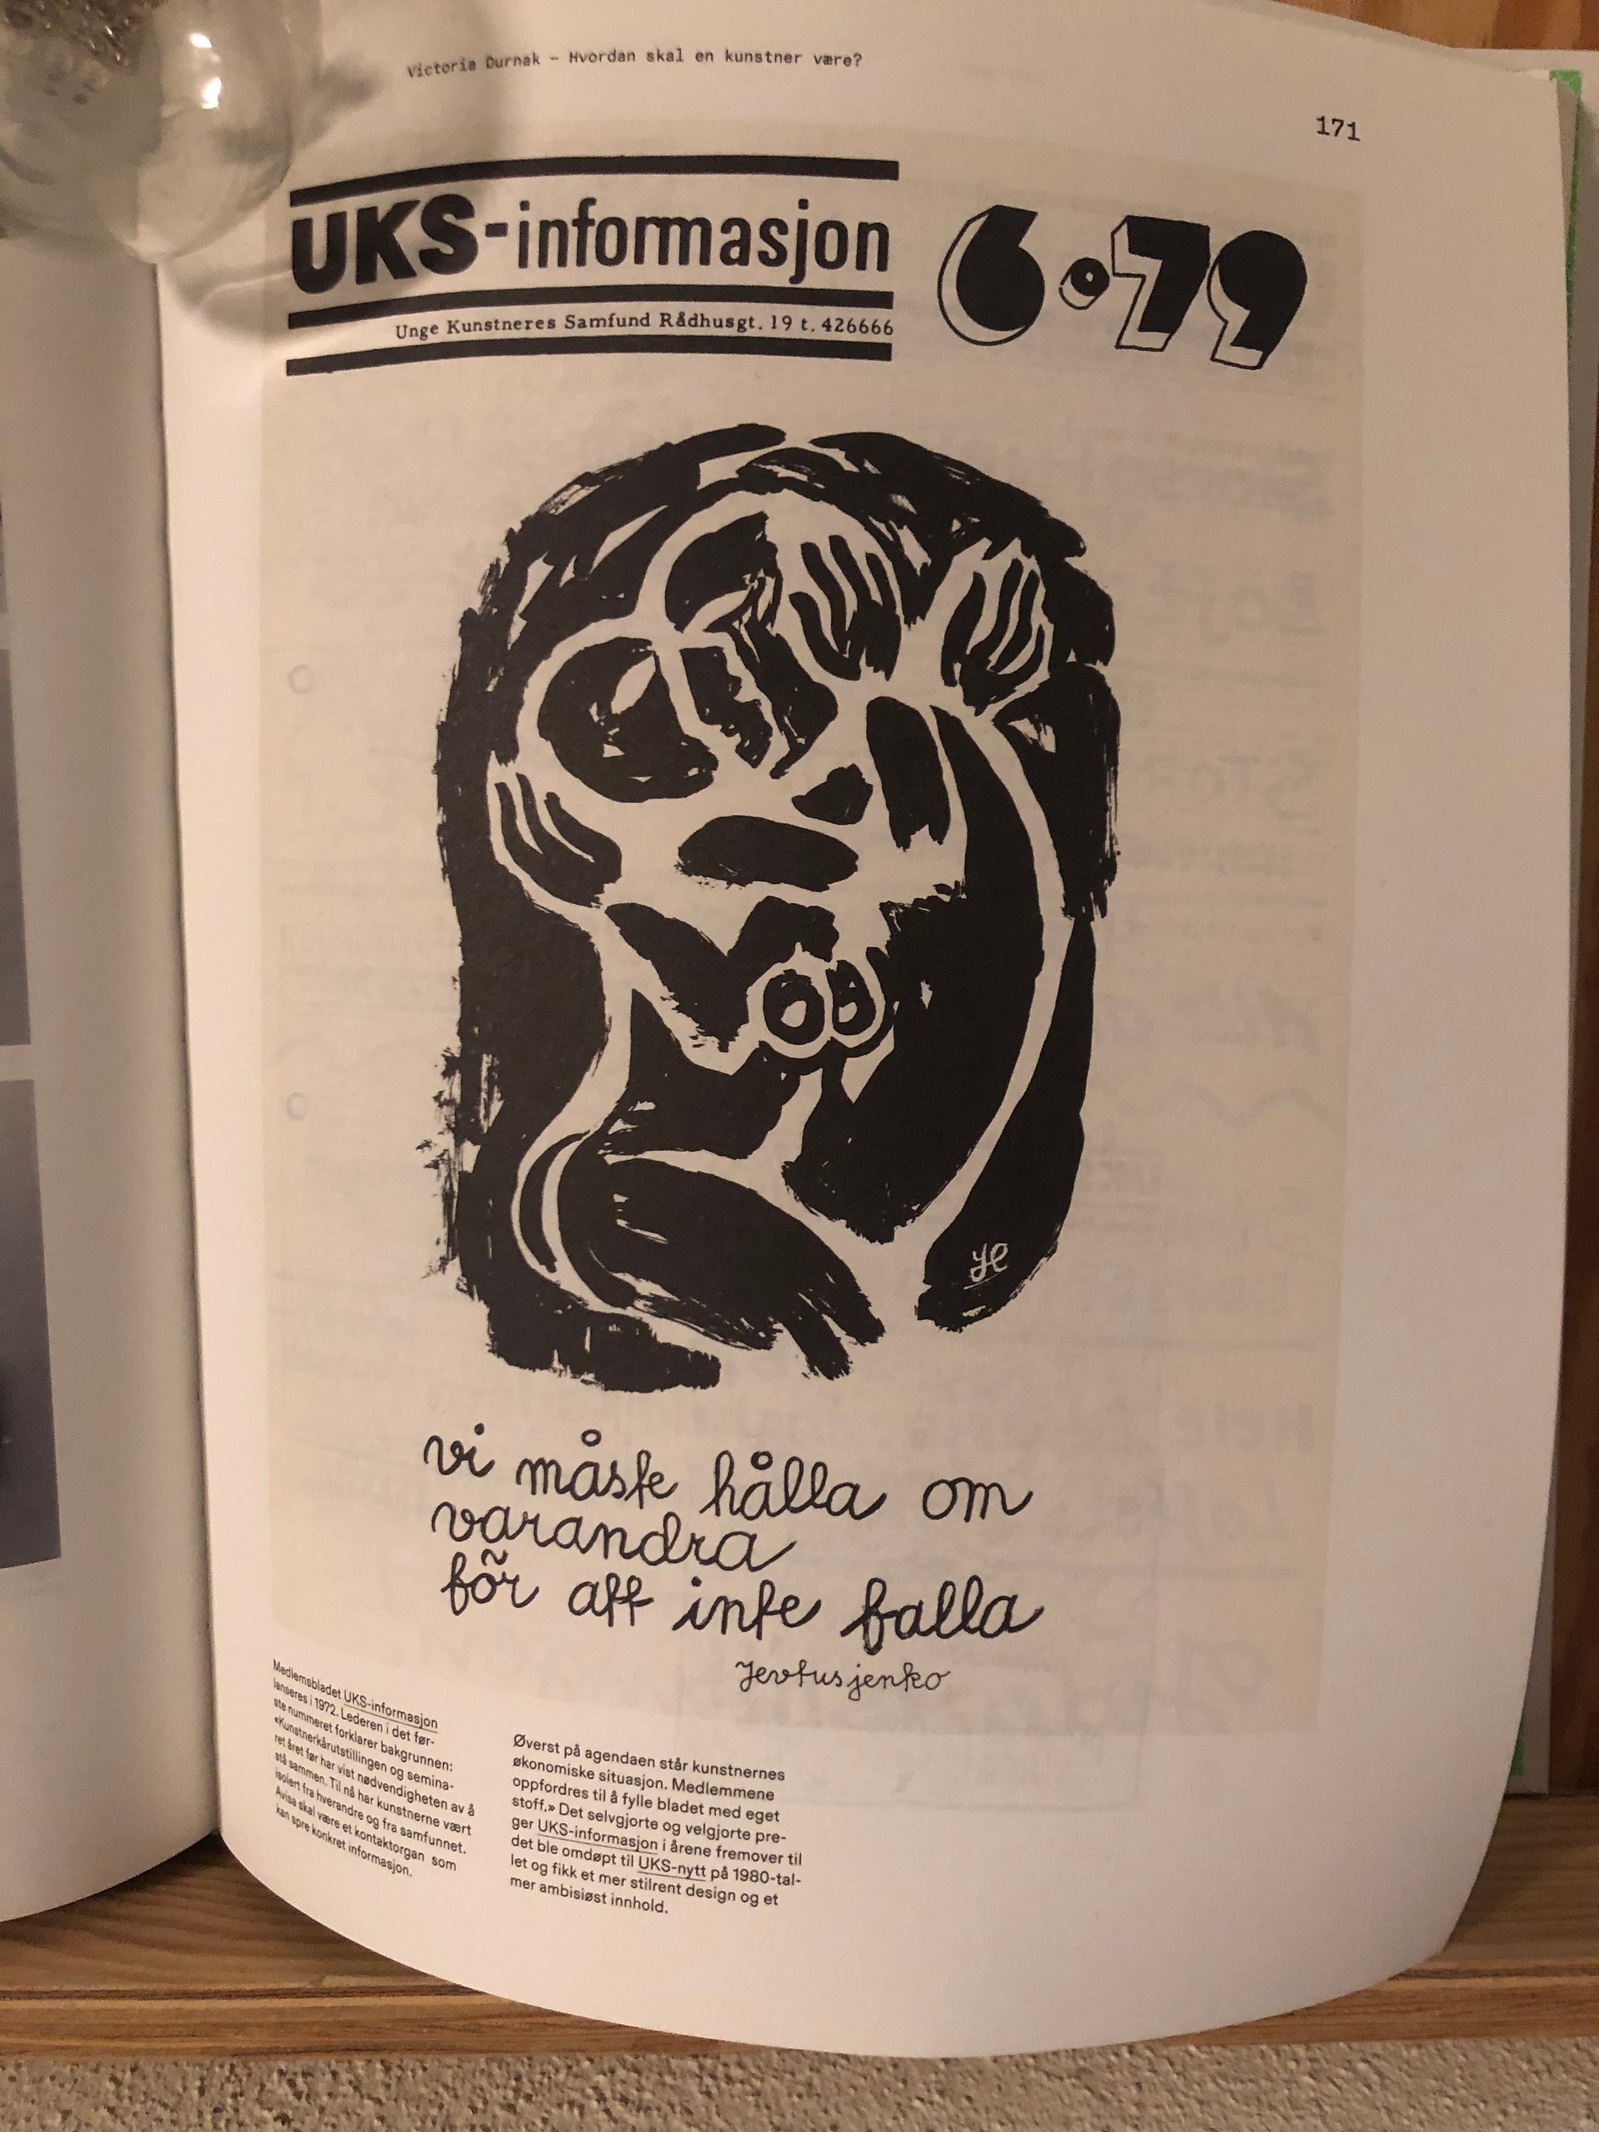 Victoria Durnak – Hvordan skal en kunstner være?
171
UKS-informasjon
6·79
Unge Kunstneres Samfund Rådhusgt. 19 t. 426666
vi måste hålla om
varandra
för att inte falla
Jevtusjenko
Medlemsbladet UKS-informasjon
lanseres i 1972. Lederen i det før-
ste nummeret forklarer bakgrunnen:
«Kunstnerkårutstillingen og semina-
ret året før har vist nødvendigheten av å
stå sammen. Til nå har kunstnerne vært
isolert fra hverandre og fra samfunnet.
Avisa skal være et kontaktorgan som
kan spre konkret informasjon.
Øverst på agendaen står kunstnernes
økonomiske situasjon. Medlemmene
oppfordres til å fylle bladet med eget
stoff.» Det selvgjorte og velgjorte pre-
ger UKS-informasjon i årene fremover til
det ble omdøpt til UKS-nytt på 1980-tal-
let og fikk et mer stilrent design og et
mer ambisiøst innhold.